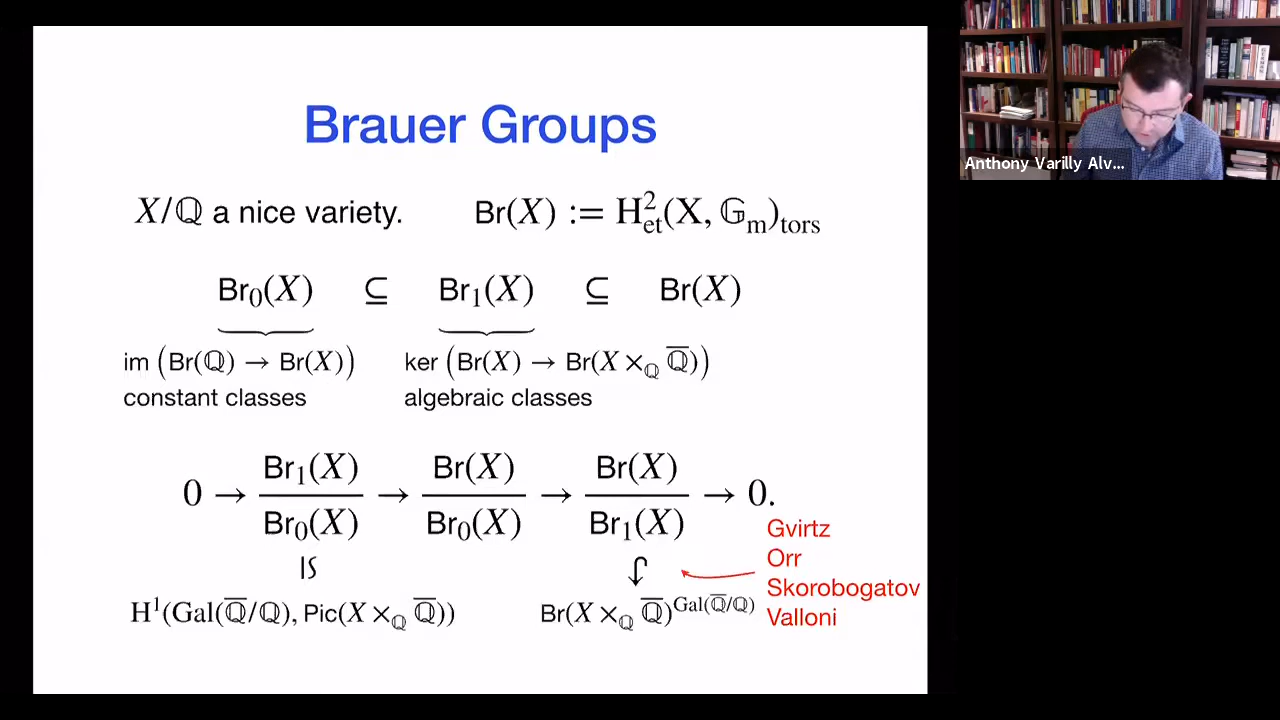 Brauer Groups
X/ℚ a nice variety. Br(X) := H²ₑₜ(X, 𝔾ₘ)ₜₒᵣₛ
Br₀(X) ⊆ Br₁(X) ⊆ Br(X)
im (Br(ℚ) → Br(X)) ker (Br(X) → Br(X ×_ℚ ℚ̅))
constant classes algebraic classes
0 → Br₁(X)/Br₀(X) → Br(X)/Br₀(X) → Br(X)/Br₁(X) → 0.
Gvirtz
Orr
Skorobogatov
Valloni
H¹(Gal(ℚ̅/ℚ), Pic(X ×_ℚ ℚ̅)) Br(X ×_ℚ ℚ̅)^Gal(ℚ̅/ℚ)
Anthony Varilly Alv...